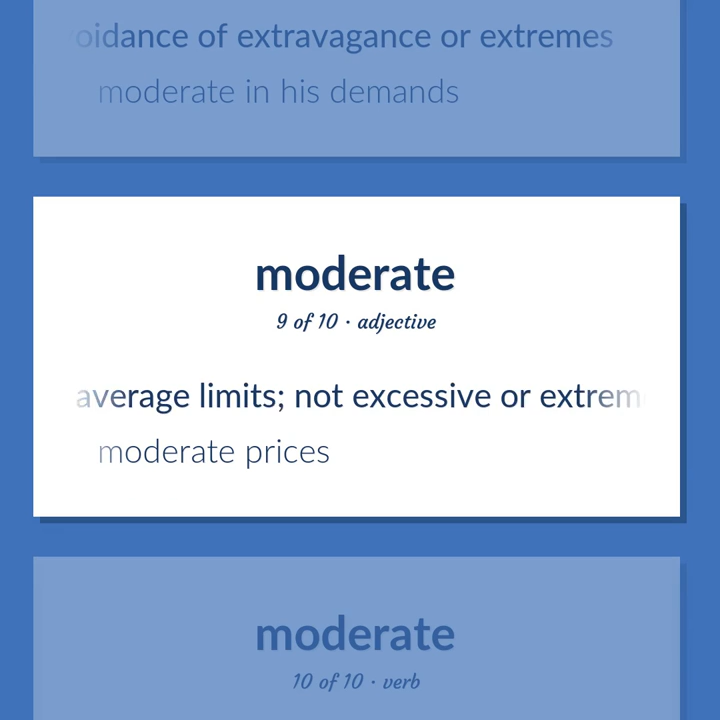 oidance of extravagance or extremes
moderate in his demands
moderate
9 of 10 · adjective
average limits; not excessive or extrem
moderate prices
moderate
10 of 10 · verb